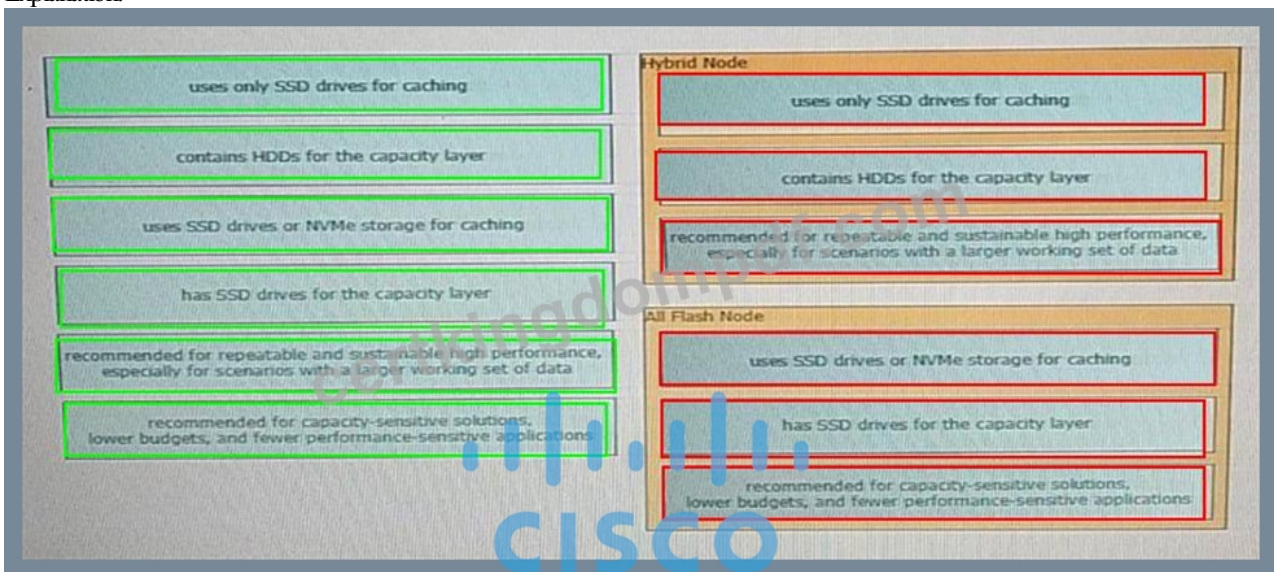 uses only SSD drives for caching
contains HDDs for the capacity layer
uses SSD drives or NVMe storage for caching
has SSD drives for the capacity layer
recommended for repeatable and sustainable high performance,
especially for scenarios with a larger working set of data
recommended for capacity-sensitive solutions,
lower budgets, and fewer performance-sensitive applications
Hybrid Node
uses only SSD drives for caching
contains HDDs for the capacity layer
recommended for repeatable and sustainable high performance,
especially for scenarios with a larger working set of data
All Flash Node
uses SSD drives or NVMe storage for caching
has SSD drives for the capacity layer
recommended for capacity-sensitive solutions,
lower budgets, and fewer performance-sensitive applications
certkingdompdf.com
CISCO